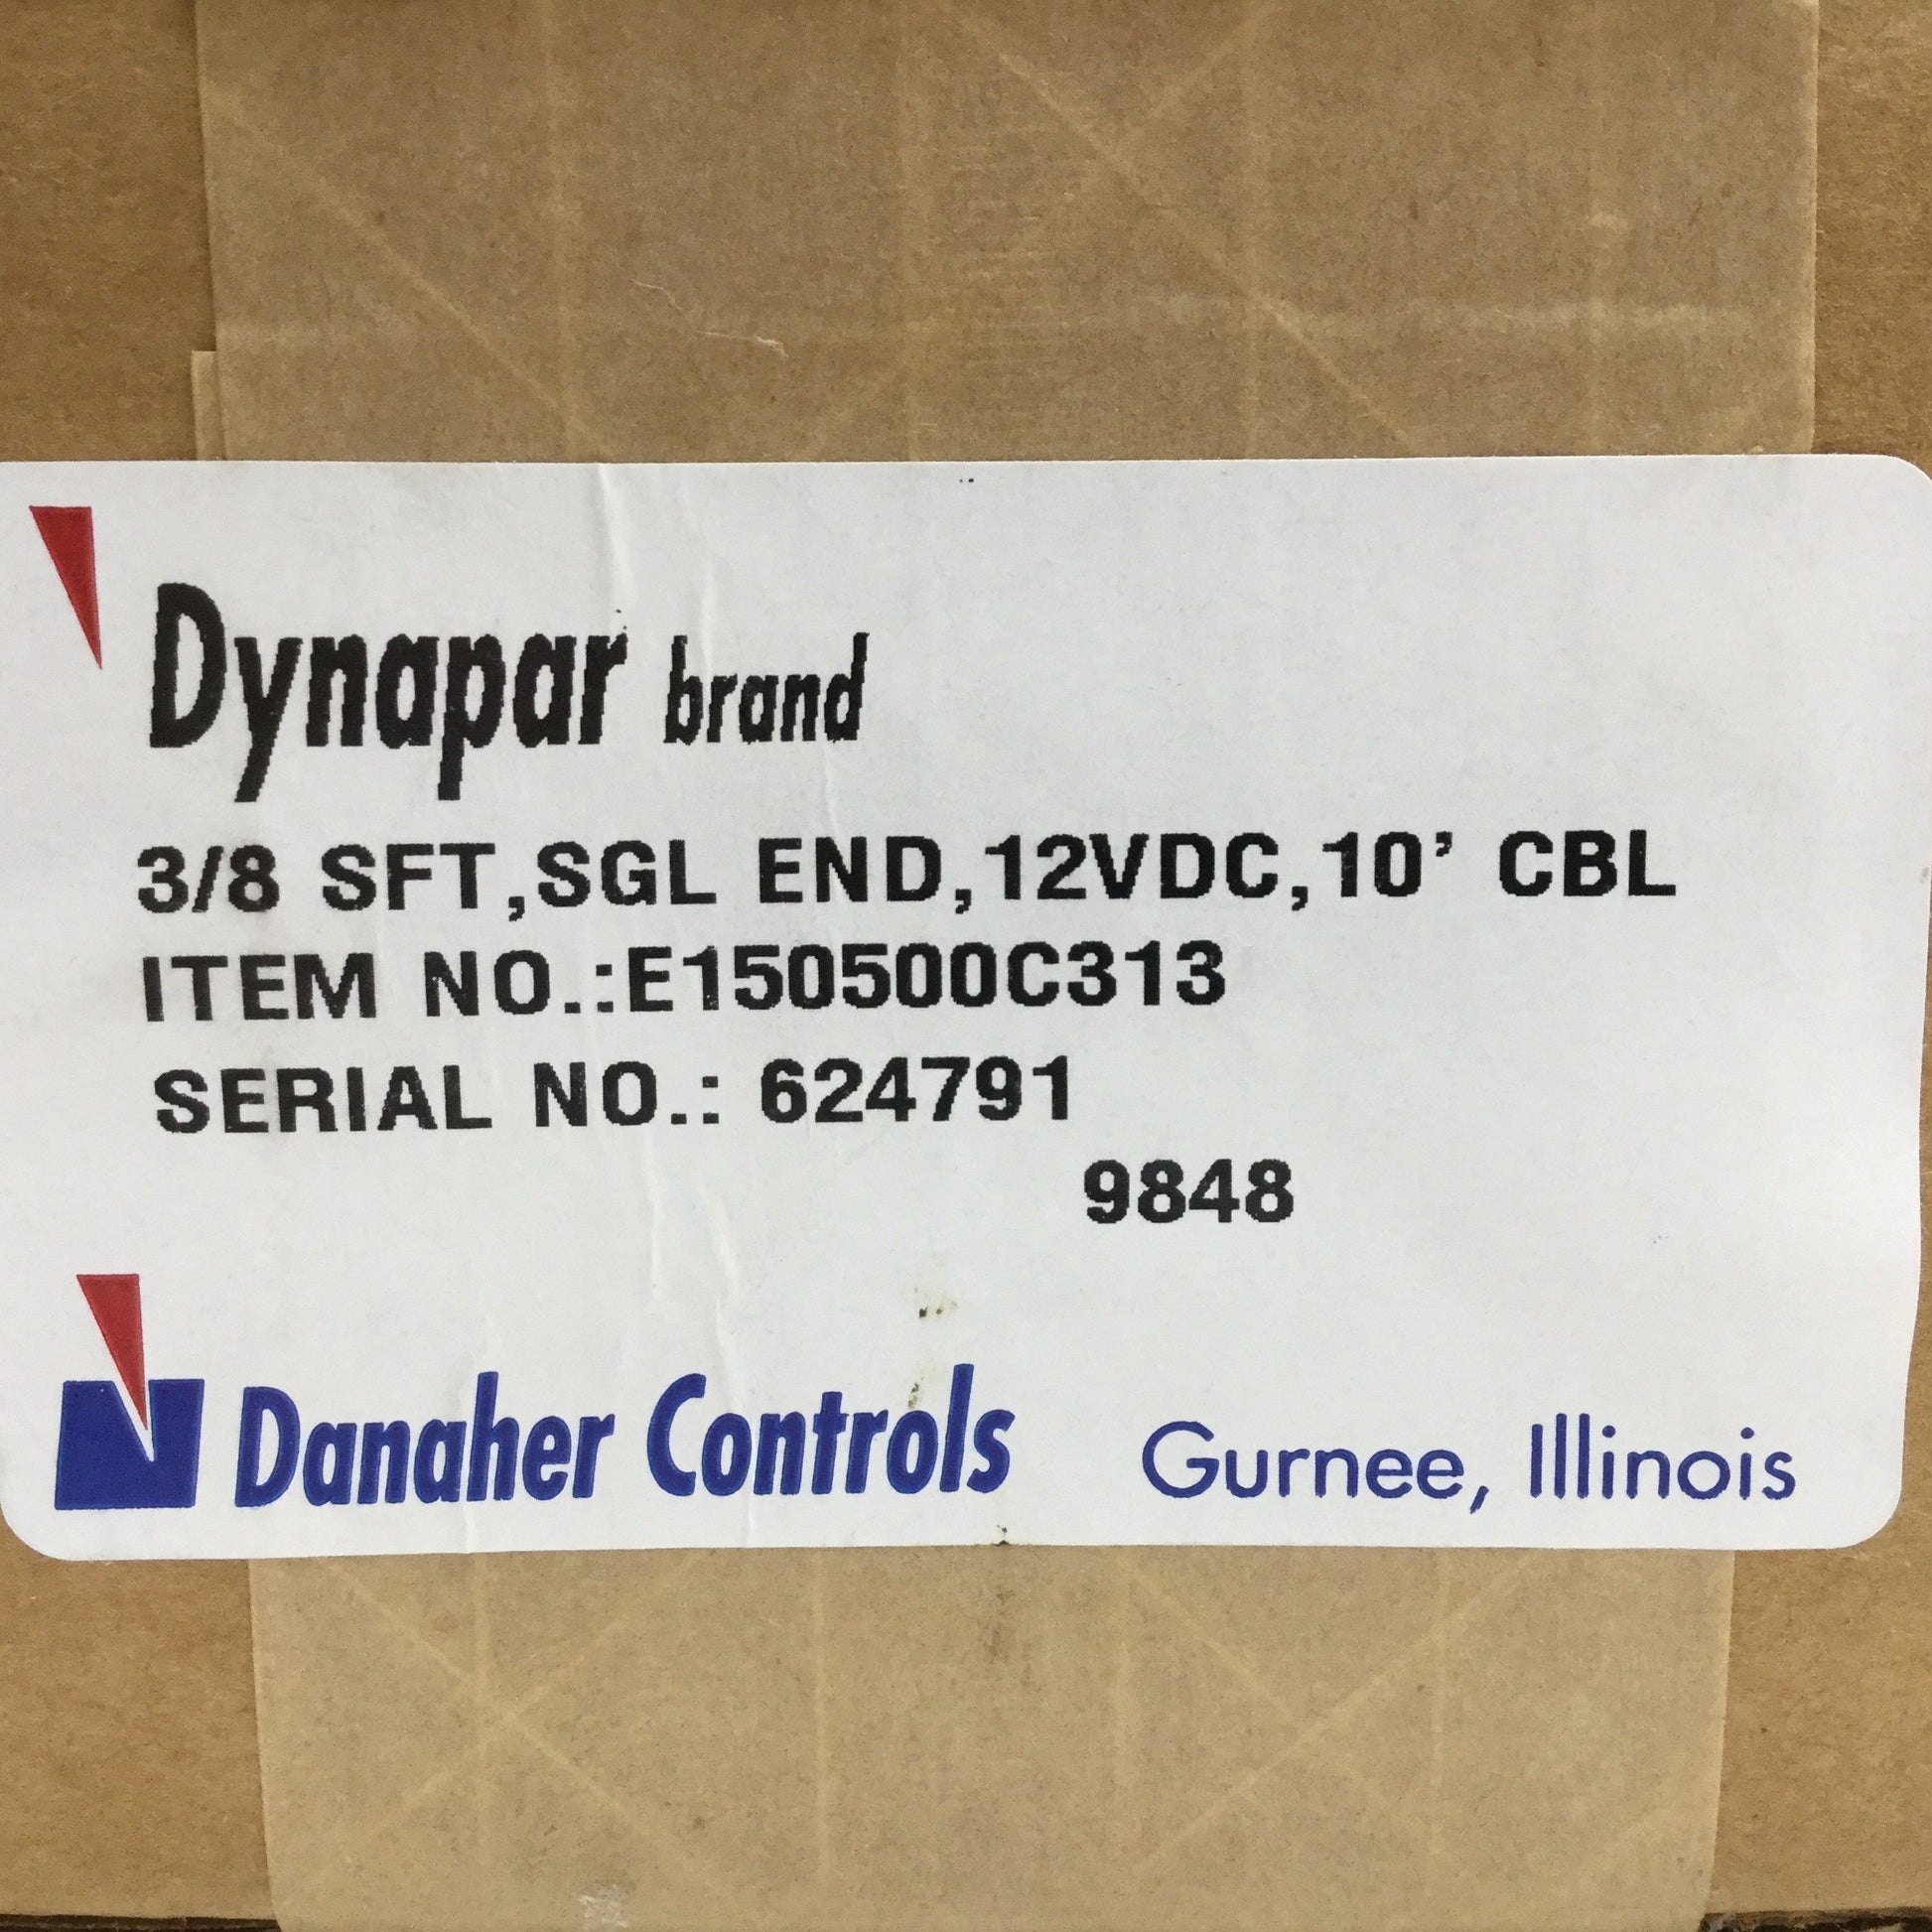 Dynapar brand
3/8 SFT,SGL END,12VDC,10' CBL
ITEM NO.:E150500C313
SERIAL NO.: 624791
9848
Danaher Controls Gurnee, Illinois